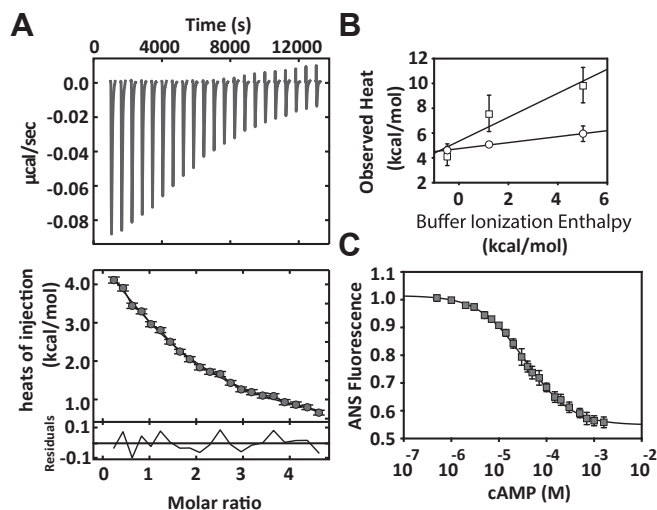 A
Time (s)
0 4000 8000 12000
0.0
-0.02
-0.04
-0.06
-0.08
µcal/sec
4.0
3.0
2.0
1.0
heats of injection
(kcal/mol)
0.1
-0.1
Residuals
0 1 2 3 4
Molar ratio
B
12
10
8
6
4
2
Observed Heat
(kcal/mol)
0 2 4 6
Buffer Ionization Enthalpy
(kcal/mol)
C
1.1
1.0
0.9
0.8
0.7
0.6
0.5
ANS Fluorescence
-7 -6 -5 -4 -3 -2
10 10 10 10 10 10
cAMP (M)